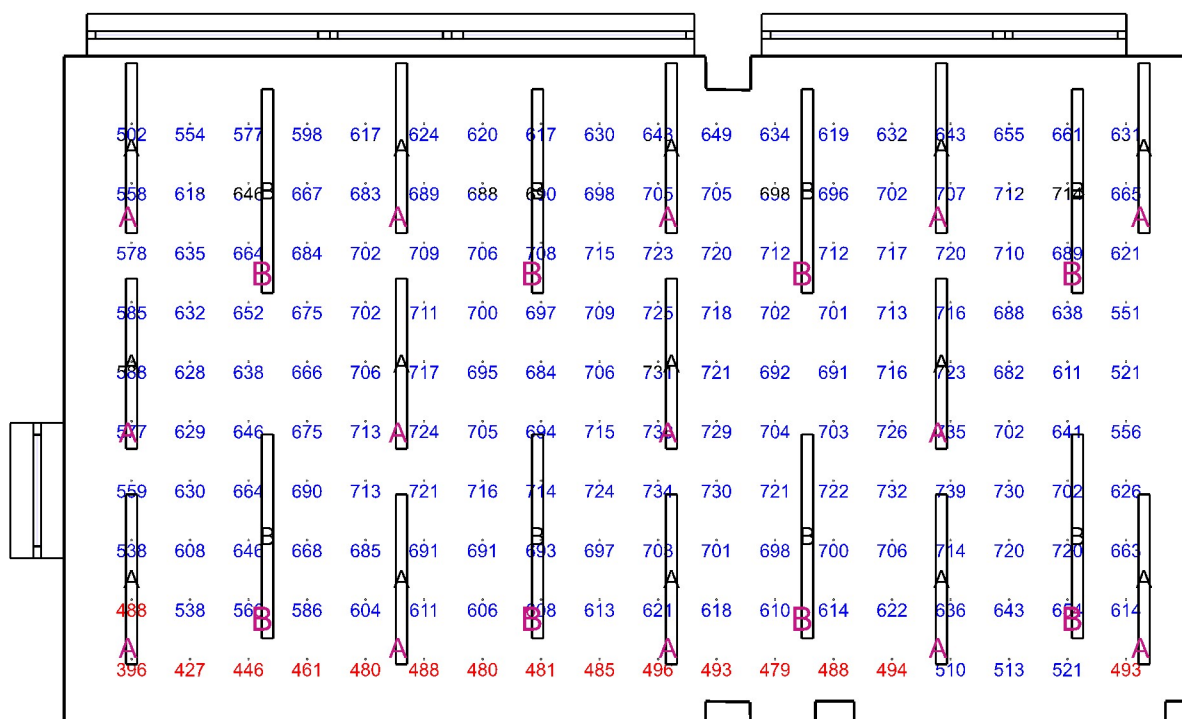 502 554 577 598 617 624 620 617 630 643 649 634 619 632 643 655 661 631
A A A A A
B B B B
558 618 646 667 683 689 688 690 698 705 705 698 696 702 707 712 714 665
A A A A A
578 635 664 684 702 709 706 708 715 723 720 712 712 717 720 710 689 621
B B B B
585 632 652 675 702 711 700 697 709 725 718 702 701 713 716 688 638 551
A A A A
588 628 638 666 706 717 695 684 706 731 721 692 691 716 723 682 611 521
A A A A
577 629 646 675 713 724 705 694 715 729 704 703 726 735 702 641 556
559 630 664 690 713 721 716 714 724 734 730 721 722 732 739 730 702 626
B B B B
538 608 646 668 685 691 691 693 697 703 701 698 700 706 714 720 720 663
A A A A A
488 538 586 604 611 606 608 613 621 618 610 614 622 636 643 614
B B B B
A A A A A
396 427 446 461 480 488 480 481 485 496 493 479 488 494 510 513 521 493